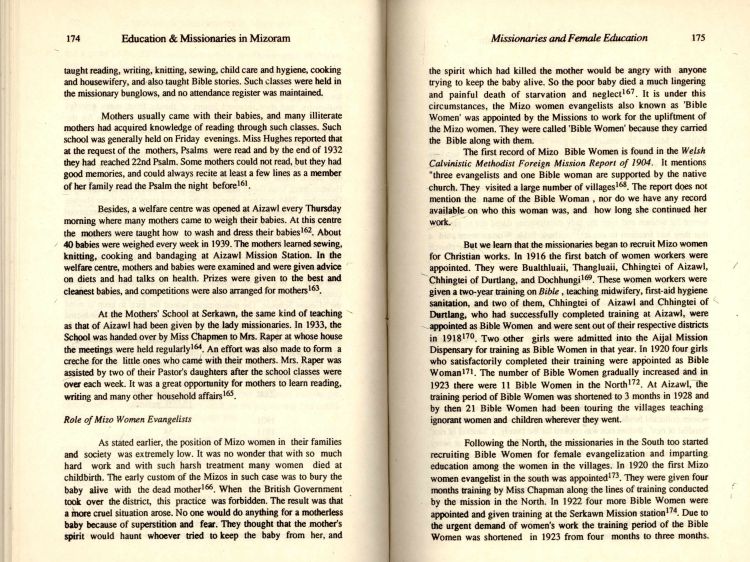 174 Education & Missionaries in Mizoram
taught reading, writing, knitting, sewing, child care and hygiene, cooking
and housewifery, and also taught Bible stories. Such classes were held in
the missionary bunglows, and no attendance register was maintained.
Mothers usually came with their babies, and many illiterate
mothers had acquired knowledge of reading through such classes. Such
school was generally held on Friday evenings. Miss Hughes reported that
at the request of the mothers, Psalms were read and by the end of 1932
they had reached 22nd Psalm. Some mothers could not read, but they had
good memories, and could always recite at least a few lines as a member
of her family read the Psalm the night before161.
Besides, a welfare centre was opened at Aizawl every Thursday
morning where many mothers came to weigh their babies. At this centre
the mothers were taught how to wash and dress their babies162. About
40 babies were weighed every week in 1939. The mothers learned sewing,
knitting, cooking and bandaging at Aizawl Mission Station. In the
welfare centre, mothers and babies were examined and were given advice
on diets and had talks on health. Prizes were given to the best and
cleanest babies, and competitions were also arranged for mothers163.
At the Mothers' School at Serkawn, the same kind of teaching
as that of Aizawl had been given by the lady missionaries. In 1933, the
School was handed over by Miss Chapmen to Mrs. Raper at whose house
the meetings were held regularly164. An effort was also made to form a
creche for the little ones who came with their mothers. Mrs. Raper was
assisted by two of their Pastor's daughters after the school classes were
over each week. It was a great opportunity for mothers to learn reading,
writing and many other household affairs165.
Role of Mizo Women Evangelists
As stated earlier, the position of Mizo women in their families
and society was extremely low. It was no wonder that with so much
hard work and with such harsh treatment many women died at
childbirth. The early custom of the Mizos in such case was to bury the
baby alive with the dead mother166. When the British Government
took over the district, this practice was forbidden. The result was that
a more cruel situation arose. No one would do anything for a motherless
baby because of superstition and fear. They thought that the mother's
spirit would haunt whoever tried to keep the baby from her, and
Missionaries and Female Education 175
the spirit which had killed the mother would be angry with anyone
trying to keep the baby alive. So the poor baby died a much lingering
and painful death of starvation and neglect167. It is under this
circumstances, the Mizo women evangelists also known as 'Bible
Women' was appointed by the Missions to work for the upliftment of
the Mizo women. They were called 'Bible Women' because they carried
the Bible along with them.
The first record of Mizo Bible Women is found in the Welsh
Calvinistic Methodist Foreign Mission Report of 1904. It mentions
"three evangelists and one Bible woman are supported by the native
church. They visited a large number of villages168. The report does not
mention the name of the Bible Woman , nor do we have any record
available on who this woman was, and how long she continued her
work.
But we learn that the missionaries began to recruit Mizo women
for Christian works. In 1916 the first batch of women workers were
appointed. They were Bualthluaii, Thangluaii, Chhingtei of Aizawl,
Chhingtei of Durtlang, and Dochhungi169. These women workers were
given a two-year training on Bible , teaching midwifery, first-aid hygiene
sanitation, and two of them, Chhingtei of Aizawl and Chhingtei of
Durtlang, who had successfully completed training at Aizawl, were
appointed as Bible Women and were sent out of their respective districts
in 1918170. Two other girls were admitted into the Aijal Mission
Dispensary for training as Bible Women in that year. In 1920 four girls
who satisfactorily completed their training were appointed as Bible
Woman171. The number of Bible Women gradually increased and in
1923 there were 11 Bible Women in the North172. At Aizawl, the
training period of Bible Women was shortened to 3 months in 1928 and
by then 21 Bible Women had been touring the villages teaching
ignorant women and children wherever they went.
Following the North, the missionaries in the South too started
recruiting Bible Women for female evangelization and imparting
education among the women in the villages. In 1920 the first Mizo
women evangelist in the south was appointed173. They were given four
months training by Miss Chapman along the lines of training conducted
by the mission in the North. In 1922 four more Bible Women were
appointed and given training at the Serkawn Mission station174. Due to
the urgent demand of women's work the training period of the Bible
Women was shortened in 1923 from four months to three months.